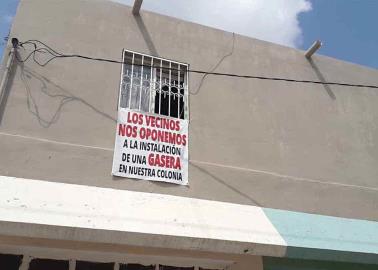 LOS VECINOS
NOS OPONEMOS
A LA INSTALACIÓN
DE UNA GASERA
EN NUESTRA COLONIA